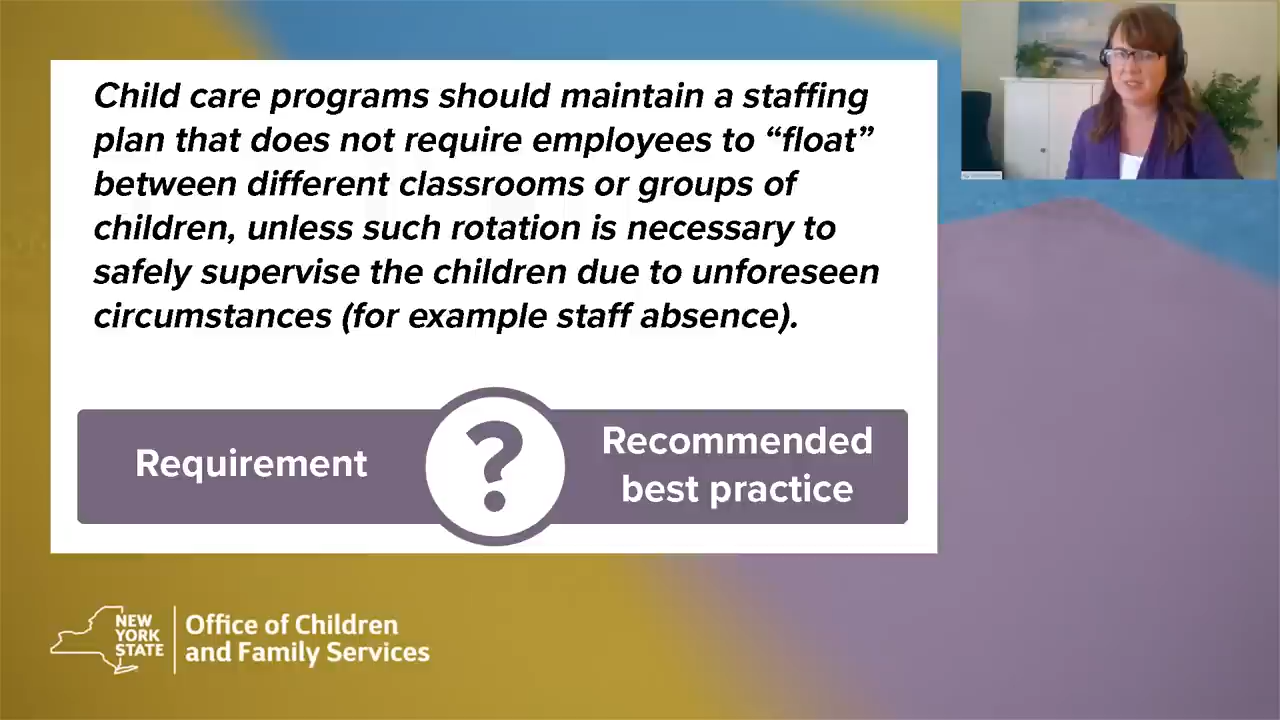 Child care programs should maintain a staffing
plan that does not require employees to “float”
between different classrooms or groups of
children, unless such rotation is necessary to
safely supervise the children due to unforeseen
circumstances (for example staff absence).
Requirement
?
Recommended
best practice
NEW
YORK
STATE
Office of Children
and Family Services